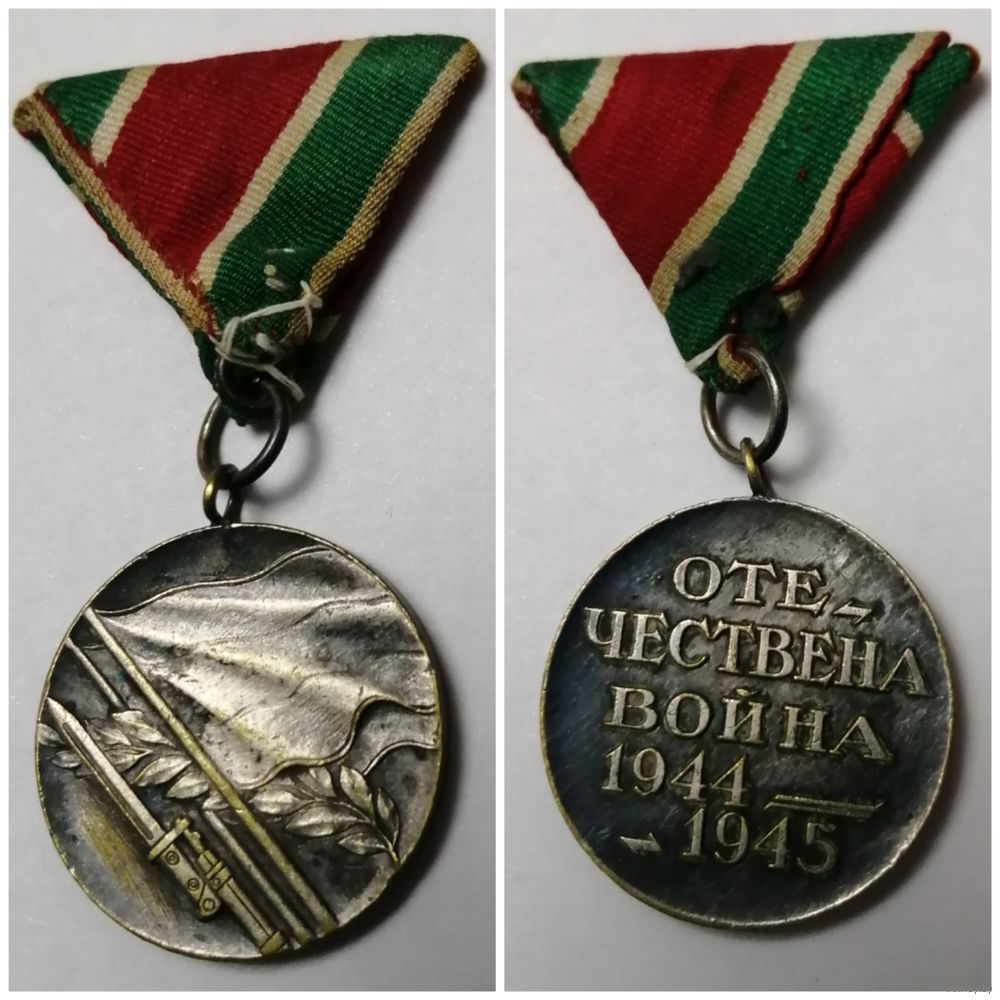 ОТЕ-
ЧЕСТВЕНА
ВОЙНА
1944 —
- 1945